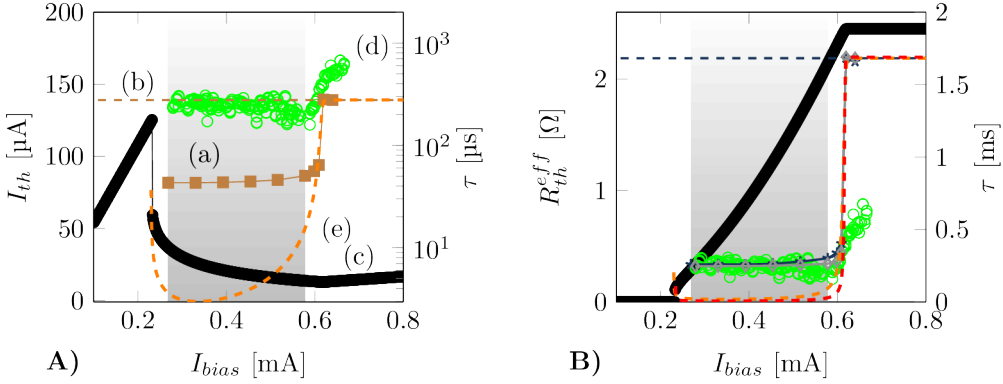 200
150
100
50
0
I_th [µA]
(b)
(a)
(d)
(e)
(c)
10^3
10^2
10^1
τ [µs]
0.2 0.4 0.6 0.8
A) I_bias [mA]
2
1
0
R_th^eff [Ω]
2
1.5
1
0.5
0
τ [ms]
0.2 0.4 0.6 0.8
B) I_bias [mA]